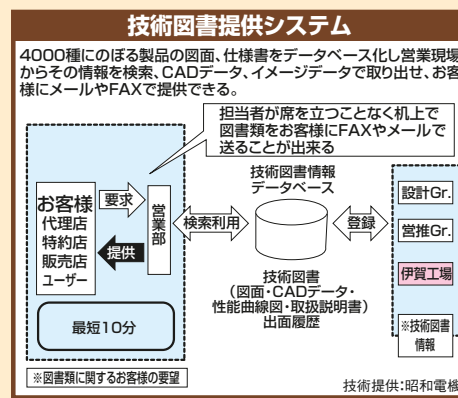 技術図書提供システム
4000種にのぼる製品の図面、仕様書をデータベース化し営業現場
からその情報を検索、CADデータ、イメージデータで取り出せ、お客
様にメールやFAXで提供できる。
担当者が席を立つことなく机上で
図書類をお客様にFAXやメールで
送ることが出来る
お客様
代理店
特約店
販売店
ユーザー
要求
提供
営業部
検索利用
技術図書情報
データベース
登録
設計Gr.
営推Gr.
伊賀工場
※技術図書
情報
技術図書
(図面・CADデータ・
性能曲線図・取扱説明書)
出面履歴
最短10分
※図書類に関するお客様の要望
技術提供:昭和電機